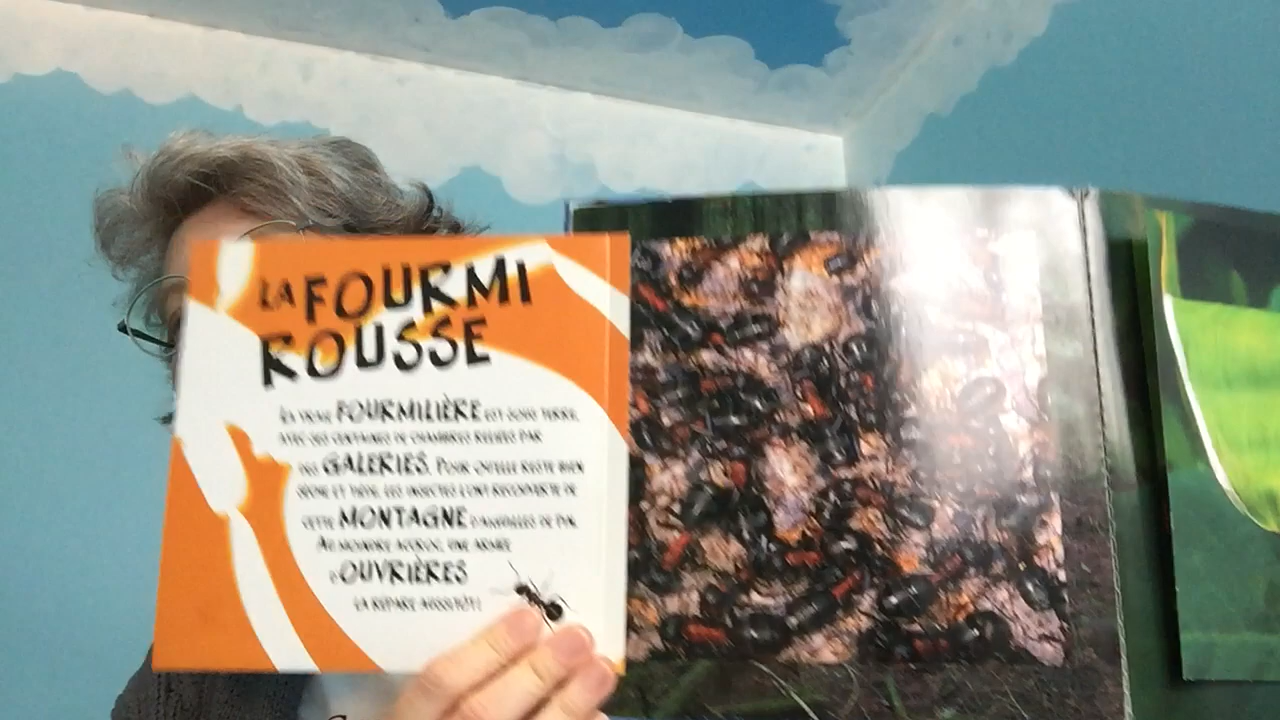 LA FOURMI
ROUSSE
LA VRAIE FOURMILIÈRE EST SOUS TERRE,
AVEC DES CENTAINES DE CHAMBRES RELIÉES PAR
DES GALERIES. POUR QU'ELLE RESTE BIEN
SÈCHE ET TIÈDE, LES INSECTES L'ONT RECOUVERTE DE
CETTE MONTAGNE D'AIGUILLES DE PIN.
AU MOINDRE ACCROC, UNE ARMÉE
D'OUVRIÈRES
LA RÉPARE AUSSITÔT!